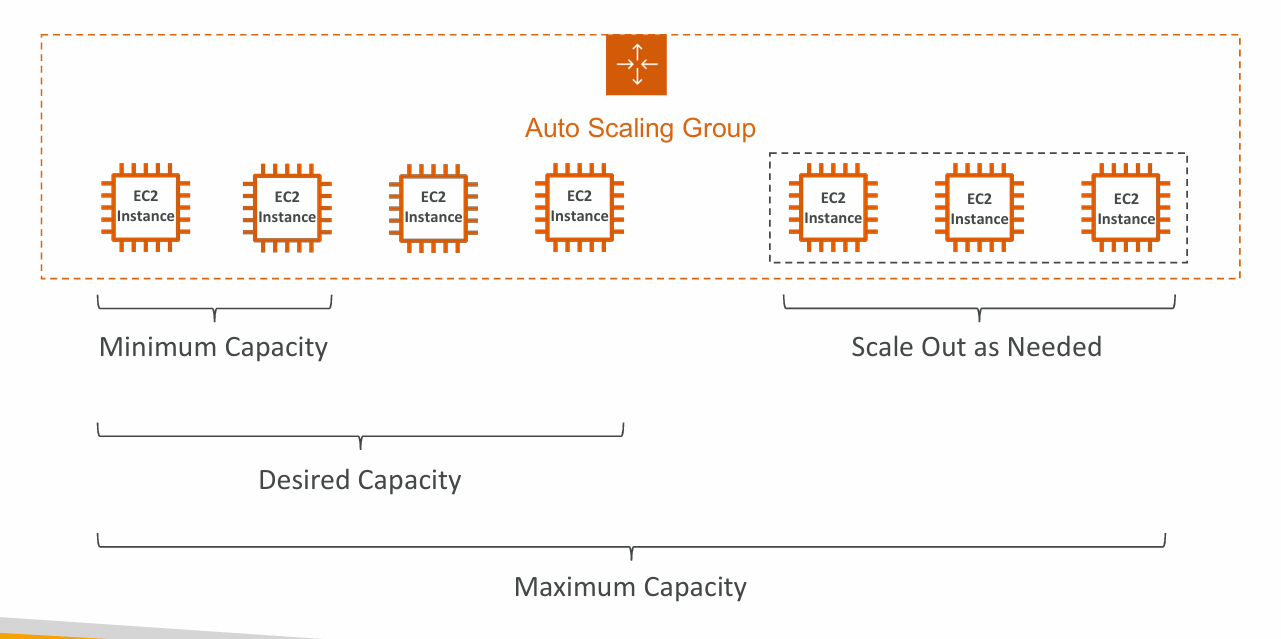 Auto Scaling Group
EC2
Instance
EC2
Instance
EC2
Instance
EC2
Instance
EC2
Instance
EC2
Instance
EC2
Instance
Minimum Capacity
Scale Out as Needed
Desired Capacity
Maximum Capacity